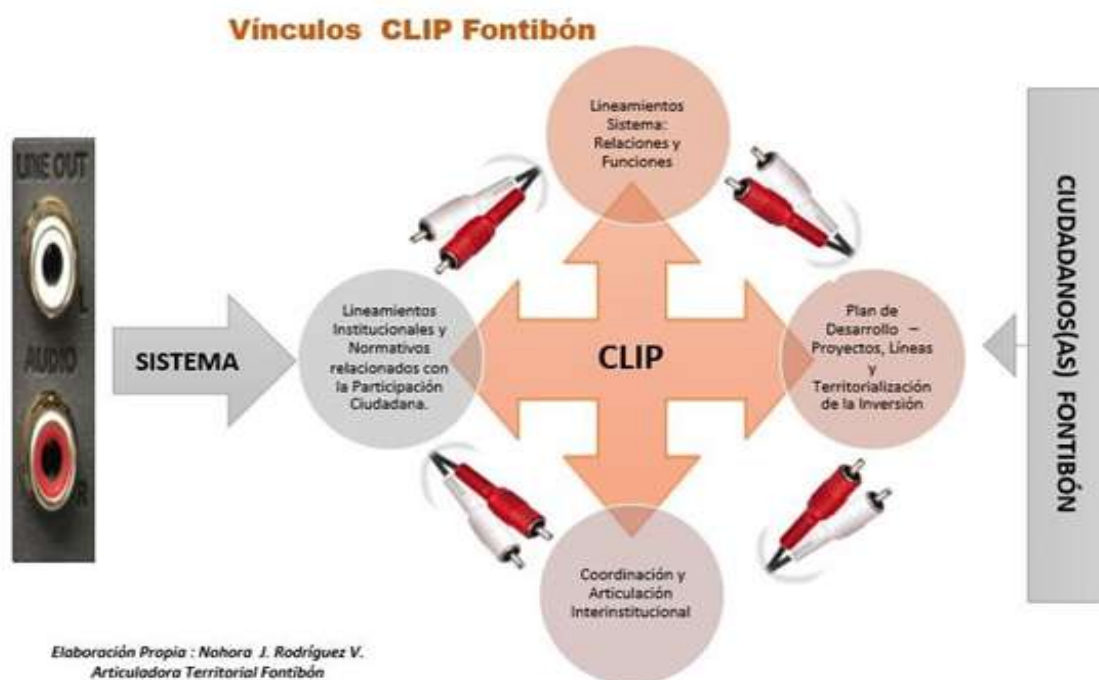 Vínculos CLIP Fontibón
LINE OUT
L
AUDIO
R
SISTEMA
Lineamientos
Sistema:
Relaciones y
Funciones
Lineamientos
Institucionales y
Normativos
relacionados con
la Participación
Ciudadana.
CLIP
Plan de
Desarrollo –
Proyectos, Líneas
y
Territorialización
de la Inversión
Coordinación y
Articulación
Interinstitucional
CIUDADANOS(AS) FONTIBÓN
Elaboración Propia : Nohora J. Rodríguez V.
Articuladora Territorial Fontibón